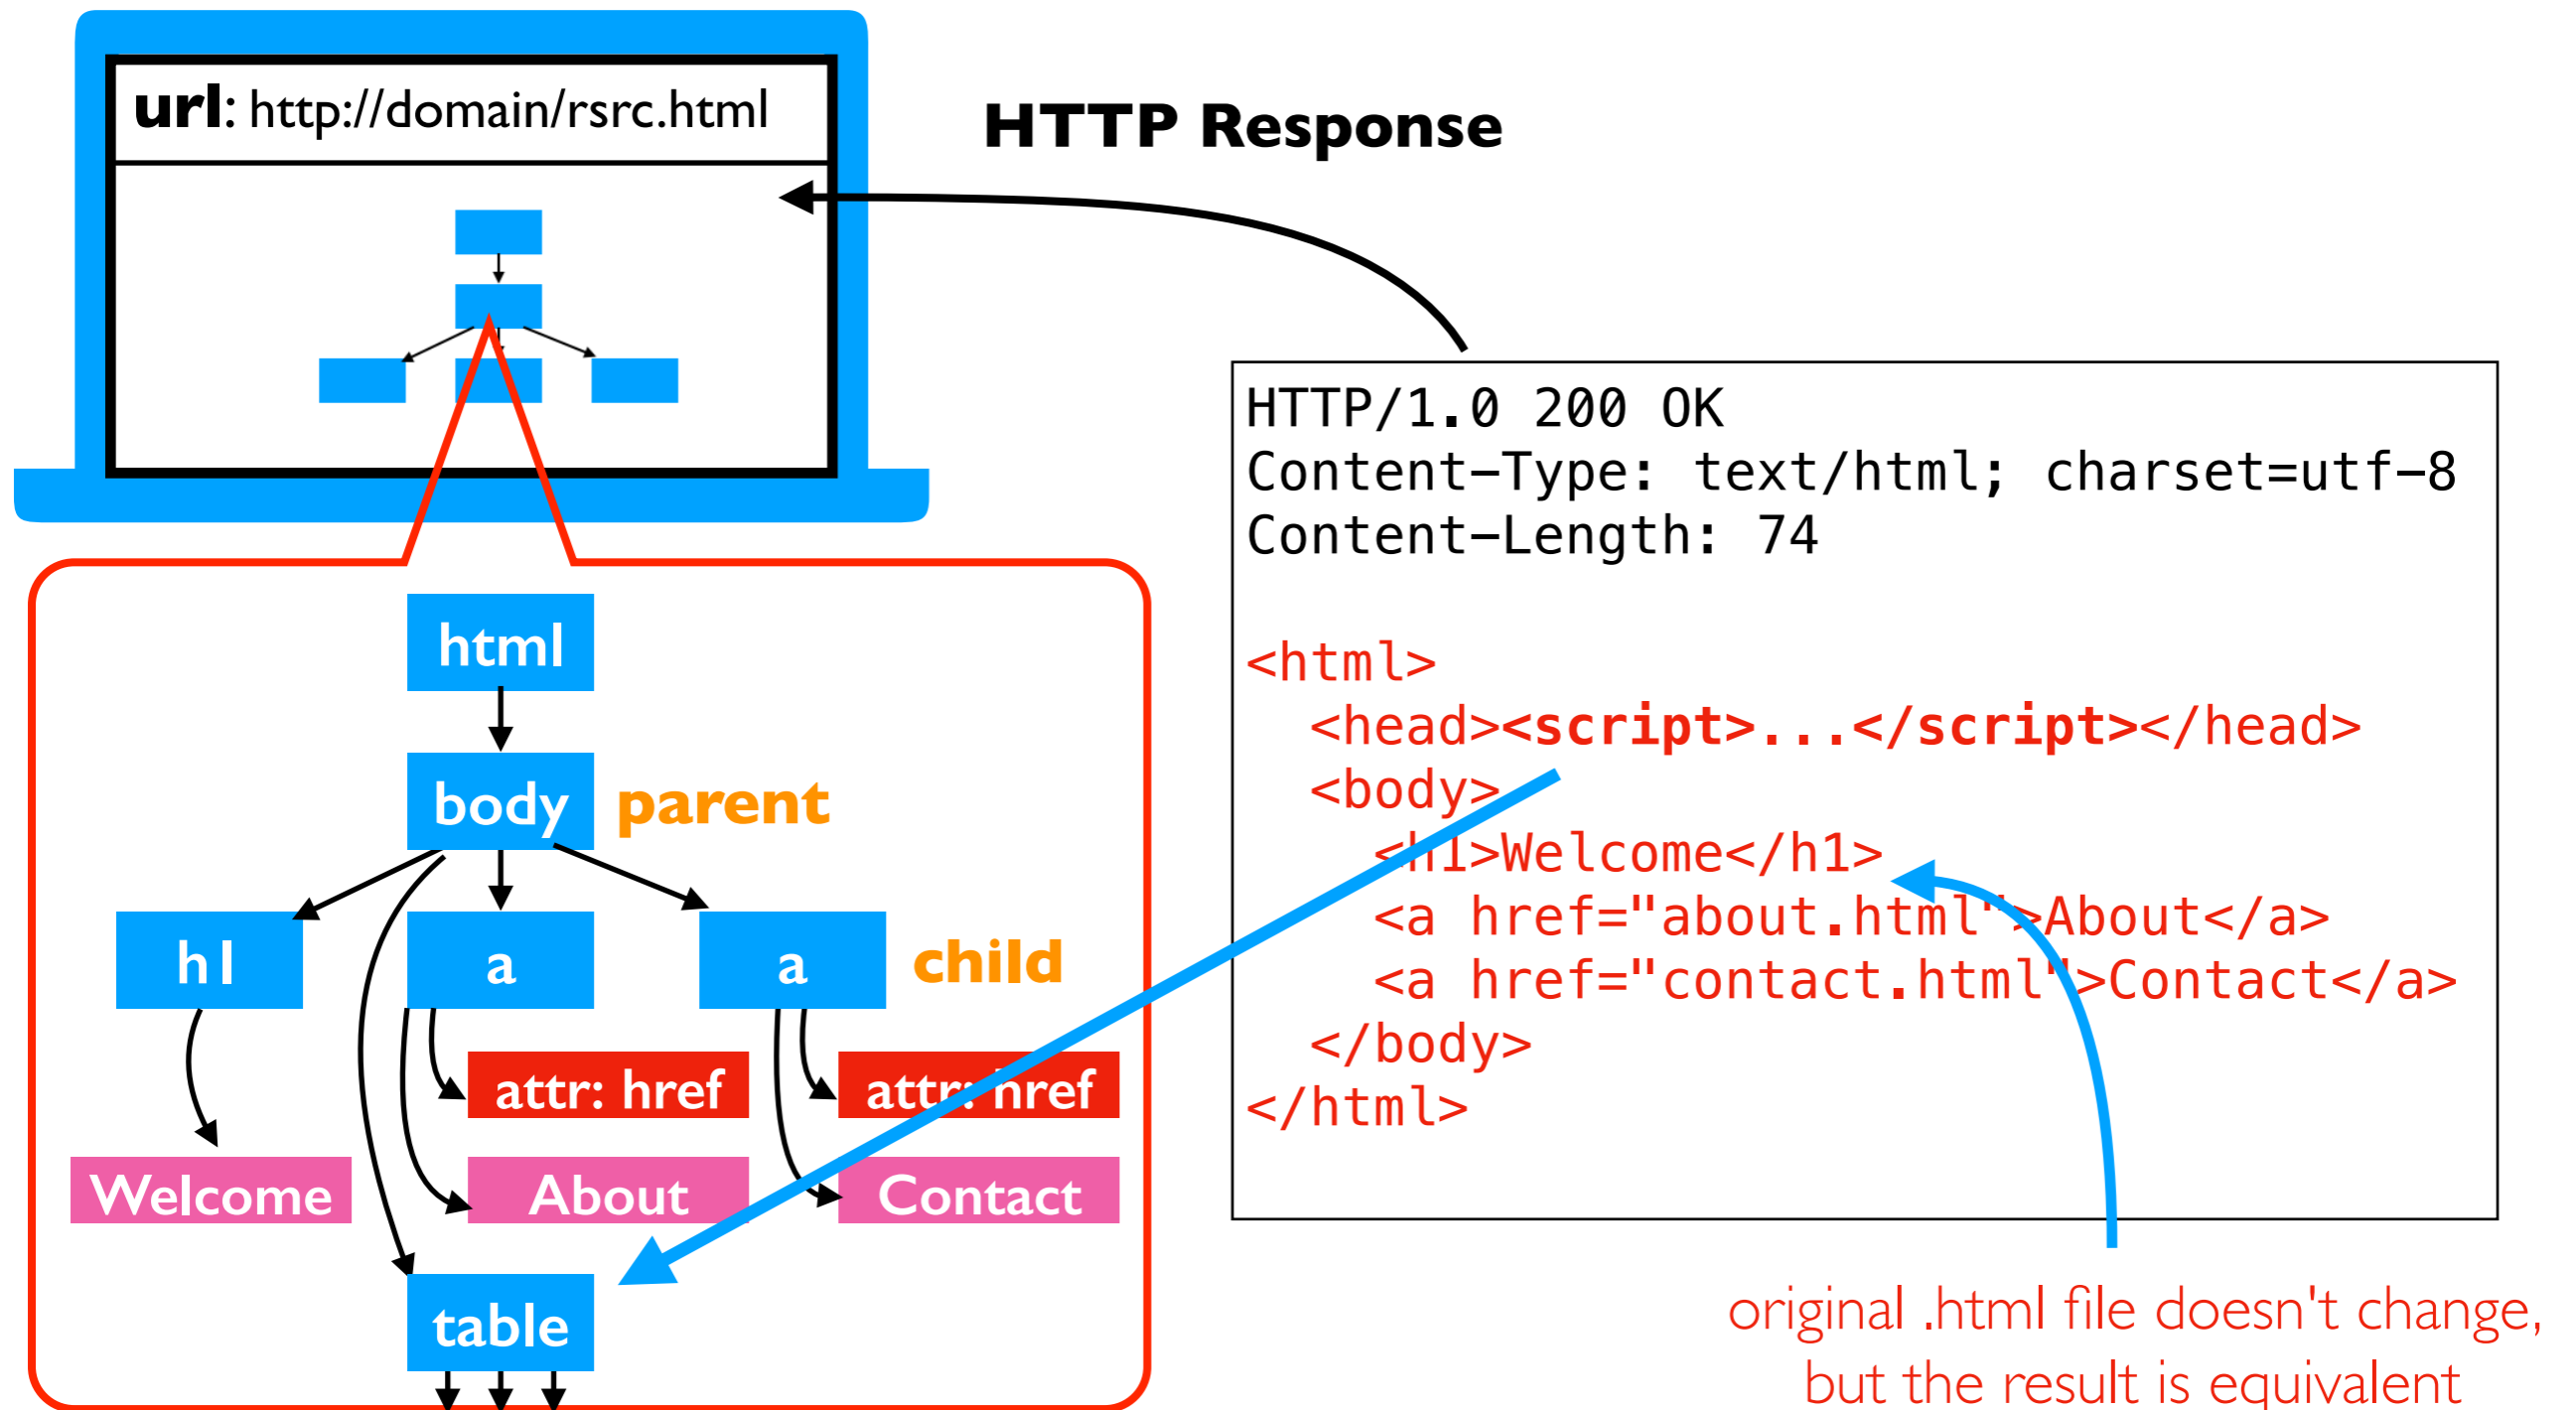 url: http://domain/rsrc.html
HTTP Response
HTTP/1.0 200 OK
Content-Type: text/html; charset=utf-8
Content-Length: 74
<html>
<head><script>...</script></head>
<body>
<h1>Welcome</h1>
<a href="about.html">About</a>
<a href="contact.html">Contact</a>
</body>
</html>
html
body parent
h1 a a child
attr: href attr: href
Welcome About Contact
table
original .html file doesn't change,
but the result is equivalent